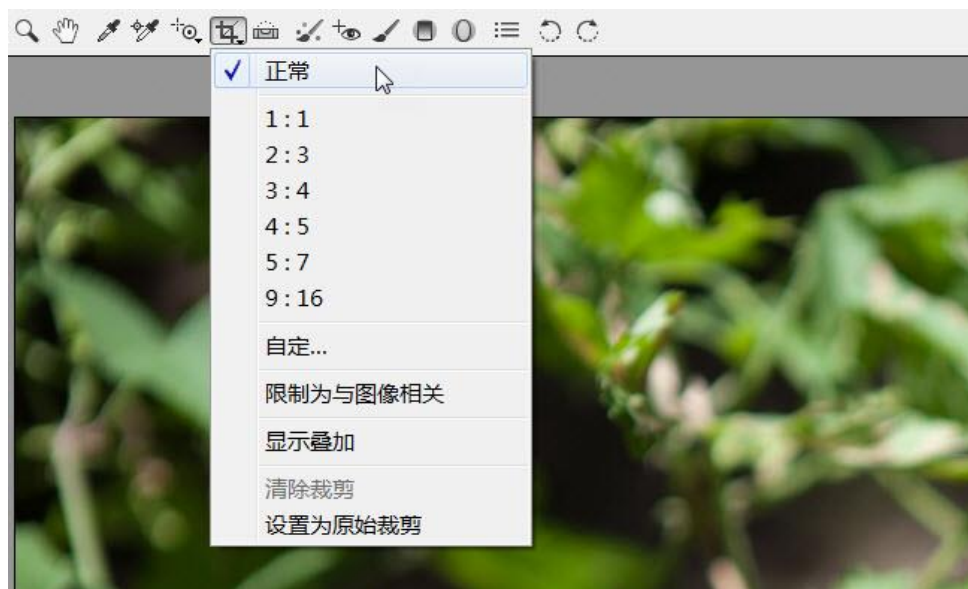 正常
1:1
2:3
3:4
4:5
5:7
9:16
自定...
限制为与图像相关
显示叠加
清除裁剪
设置为原始裁剪